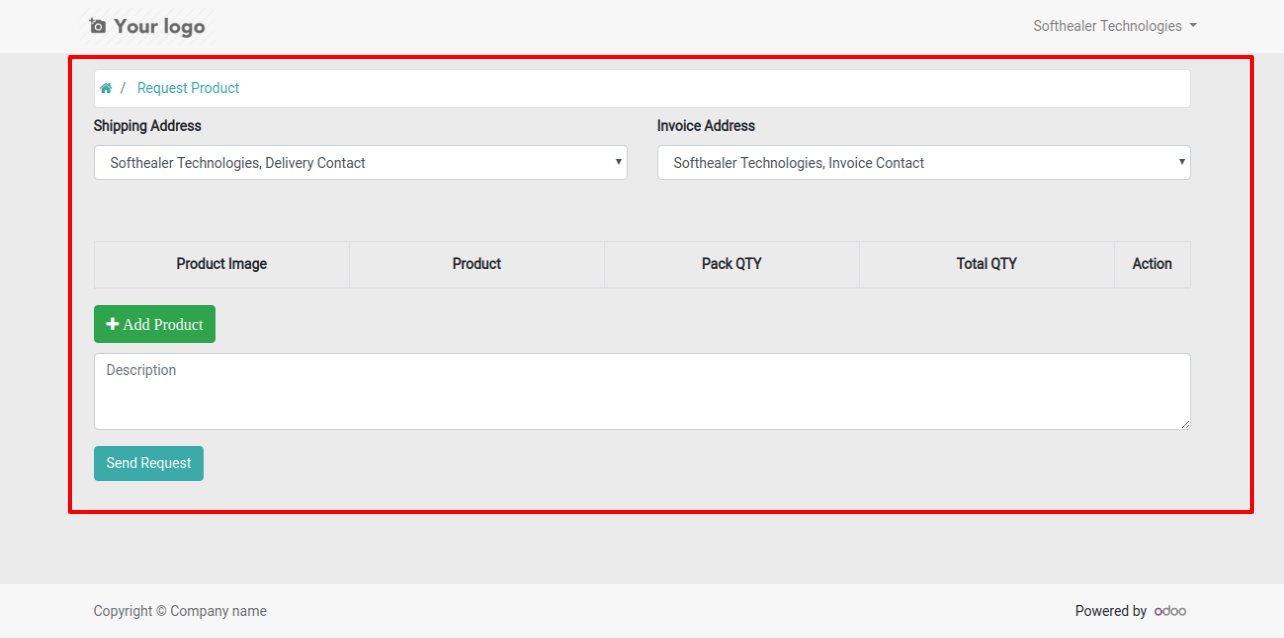 Your logo
Softhealer Technologies
/ Request Product
Shipping Address
Invoice Address
Softhealer Technologies, Delivery Contact
Softhealer Technologies, Invoice Contact
Product Image Product Pack QTY Total QTY Action
+ Add Product
Description
Send Request
Copyright © Company name
Powered by odoo